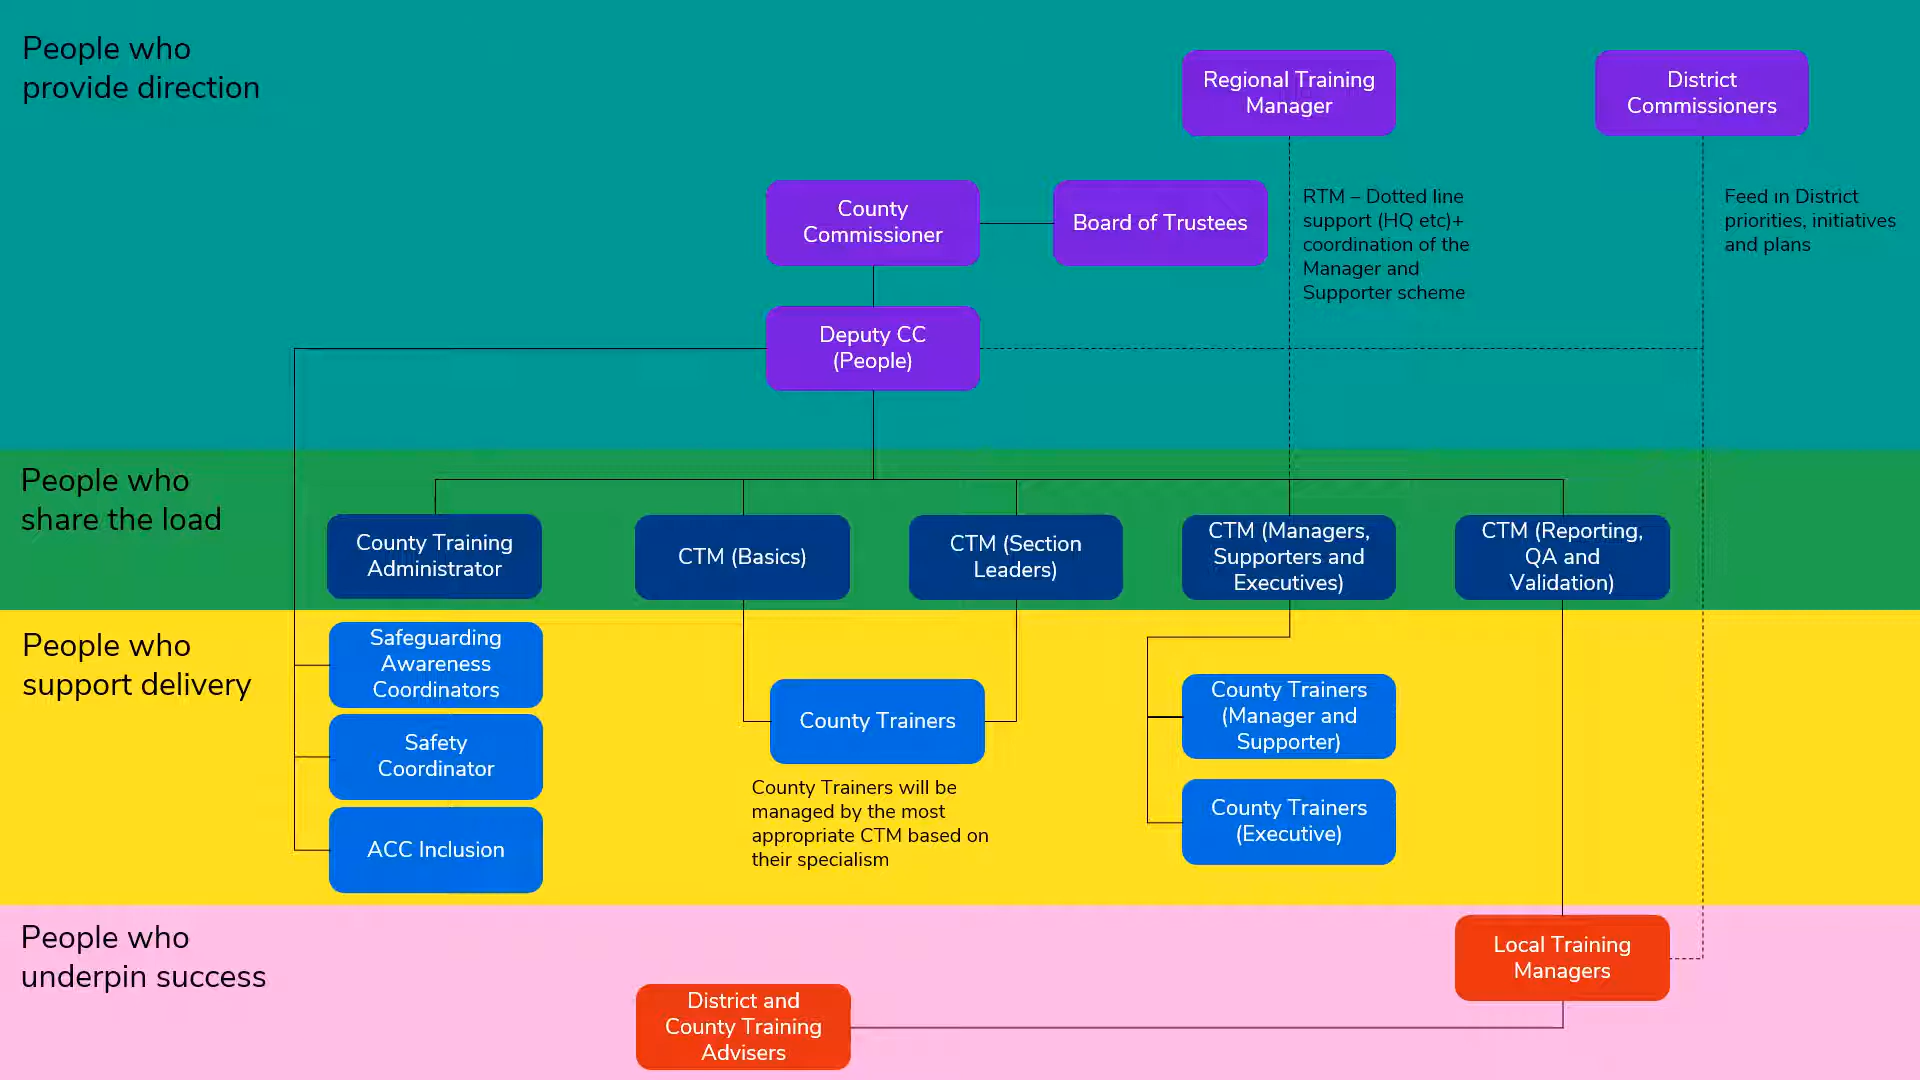 People who
provide direction
Regional Training
Manager
District
Commissioners
County
Commissioner
Board of Trustees
RTM – Dotted line
support (HQ etc)+
coordination of the
Manager and
Supporter scheme
Feed in District
priorities, initiatives
and plans
Deputy CC
(People)
People who
share the load
County Training
Administrator
CTM (Basics)
CTM (Section
Leaders)
CTM (Managers,
Supporters and
Executives)
CTM (Reporting,
QA and
Validation)
People who
support delivery
Safeguarding
Awareness
Coordinators
Safety
Coordinator
ACC Inclusion
County Trainers
County Trainers will be
managed by the most
appropriate CTM based on
their specialism
County Trainers
(Manager and
Supporter)
County Trainers
(Executive)
People who
underpin success
Local Training
Managers
District and
County Training
Advisers